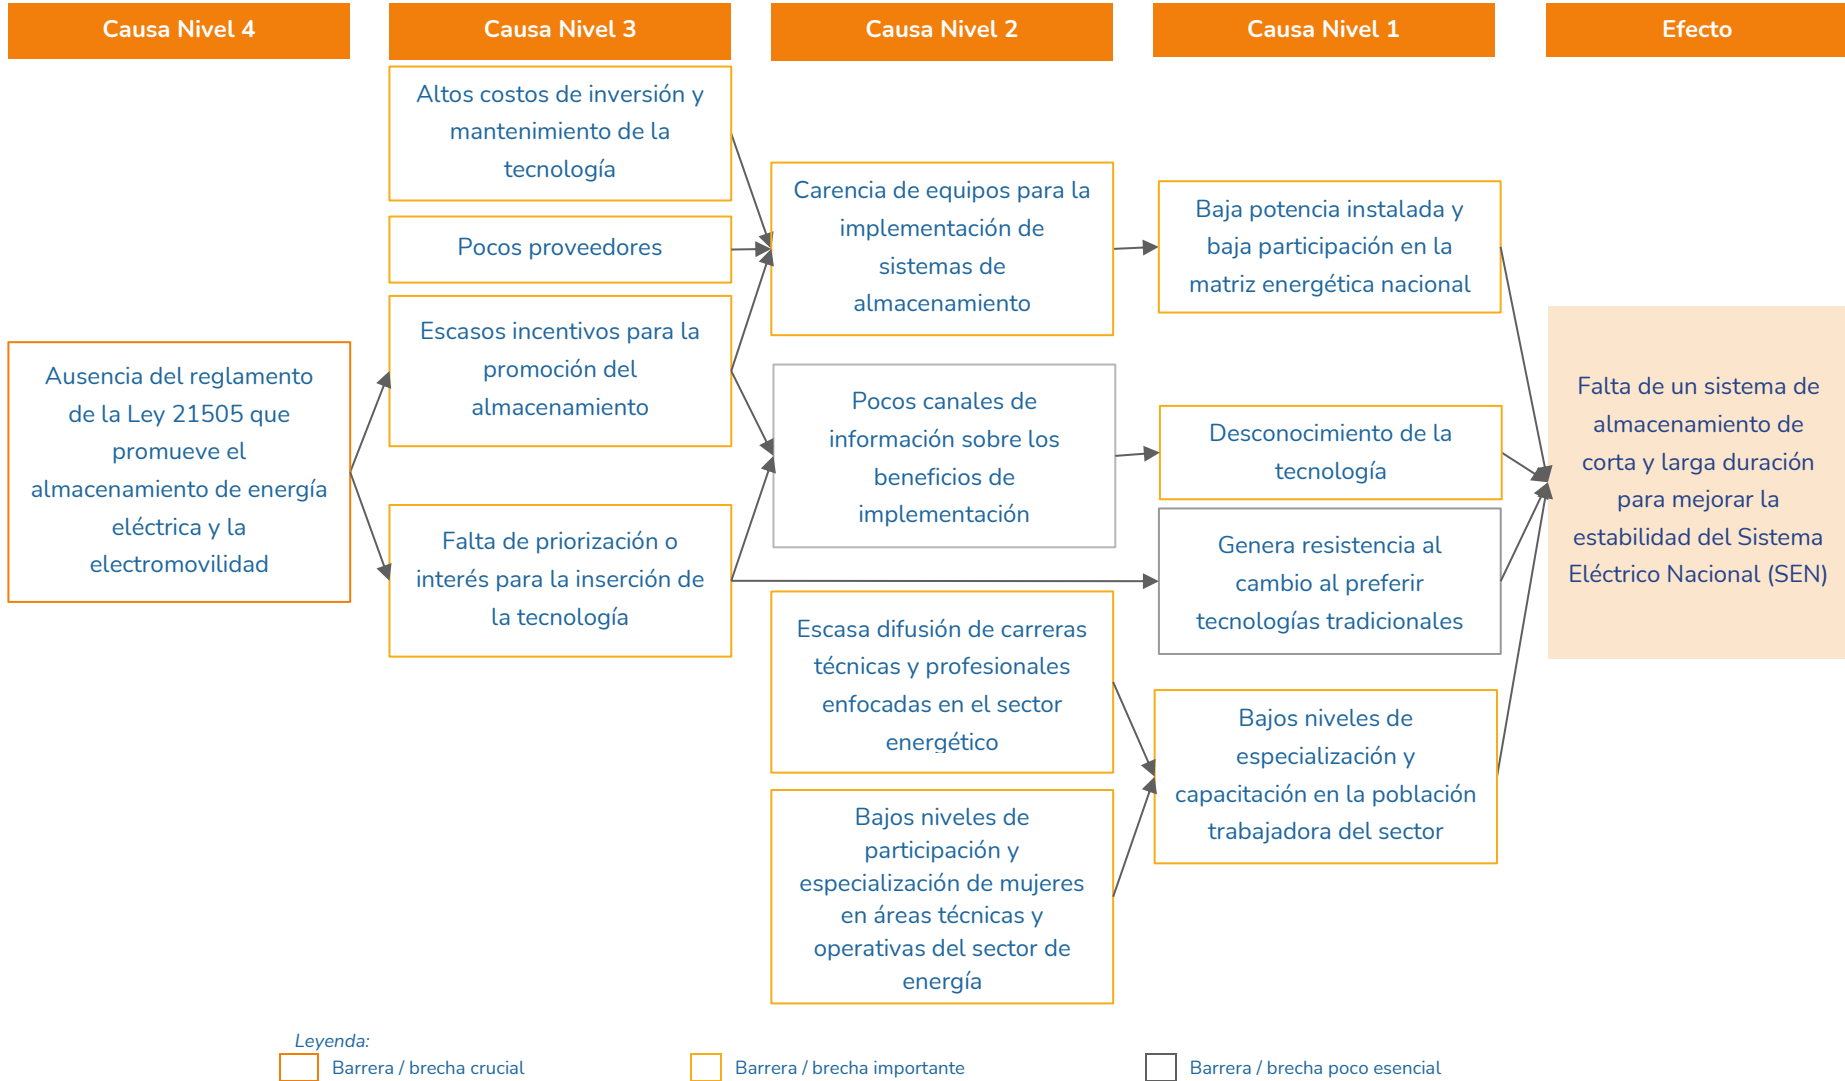 Causa Nivel 4
Causa Nivel 3
Causa Nivel 2
Causa Nivel 1
Efecto
Ausencia del reglamento
de la Ley 21505 que
promueve el
almacenamiento de energía
eléctrica y la
electromovilidad
Altos costos de inversión y
mantenimiento de la
tecnología
Pocos proveedores
Escasos incentivos para la
promoción del
almacenamiento
Falta de priorización o
interés para la inserción de
la tecnología
Carencia de equipos para la
implementación de
sistemas de
almacenamiento
Pocos canales de
información sobre los
beneficios de
implementación
Escasa difusión de carreras
técnicas y profesionales
enfocadas en el sector
energético
Bajos niveles de
participación y
especialización de mujeres
en áreas técnicas y
operativas del sector de
energía
Baja potencia instalada y
baja participación en la
matriz energética nacional
Desconocimiento de la
tecnología
Genera resistencia al
cambio al preferir
tecnologías tradicionales
Bajos niveles de
especialización y
capacitación en la población
trabajadora del sector
Falta de un sistema de
almacenamiento de
corta y larga duración
para mejorar la
estabilidad del Sistema
Eléctrico Nacional (SEN)
Leyenda:
Barrera / brecha crucial
Barrera / brecha importante
Barrera / brecha poco esencial